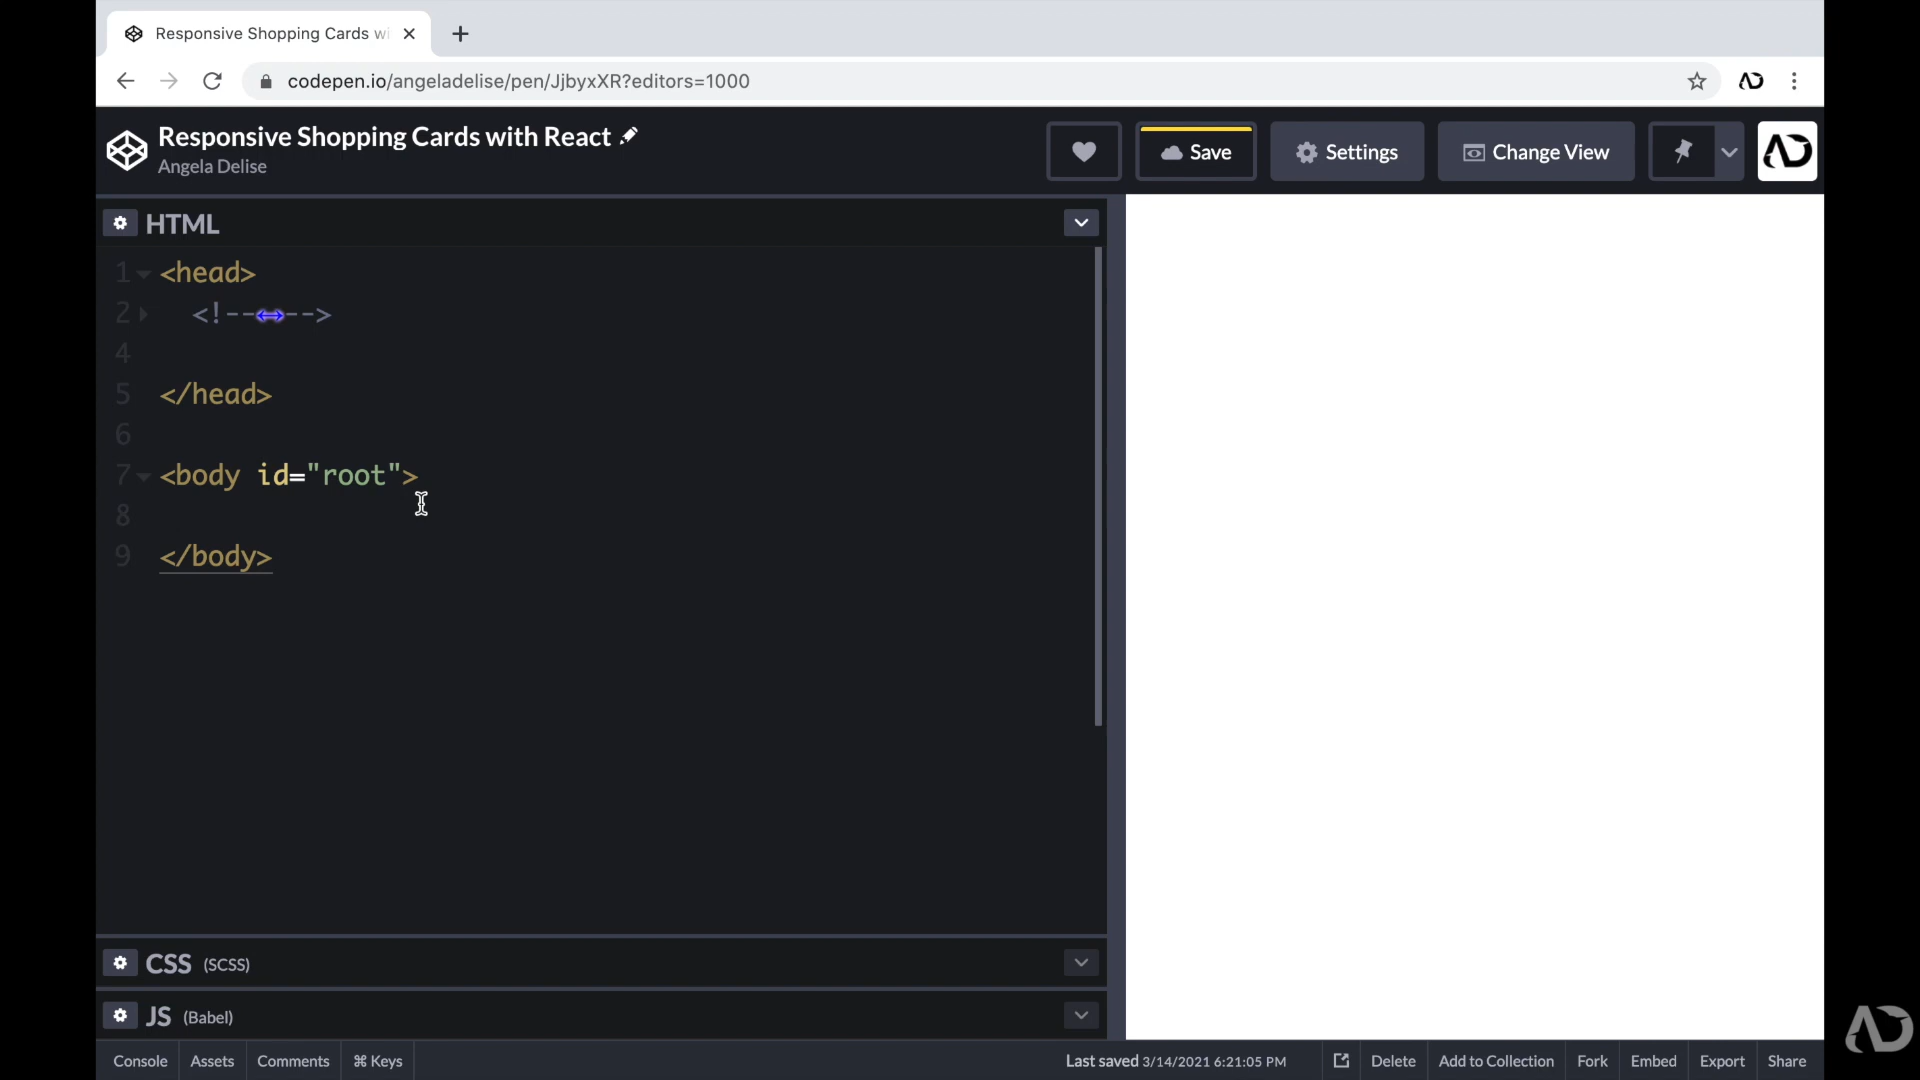 Responsive Shopping Cards wi
codepen.io/angeladelise/pen/JjbyxXR?editors=1000
Responsive Shopping Cards with React
Angela Delise
Save
Settings
Change View
HTML
1 <head>
2 <!--↔-->
4
5 </head>
6
7 <body id="root">
8
9 </body>
CSS (SCSS)
JS (Babel)
Console
Assets
Comments
⌘ Keys
Last saved 3/14/2021 6:21:05 PM
Delete
Add to Collection
Fork
Embed
Export
Share